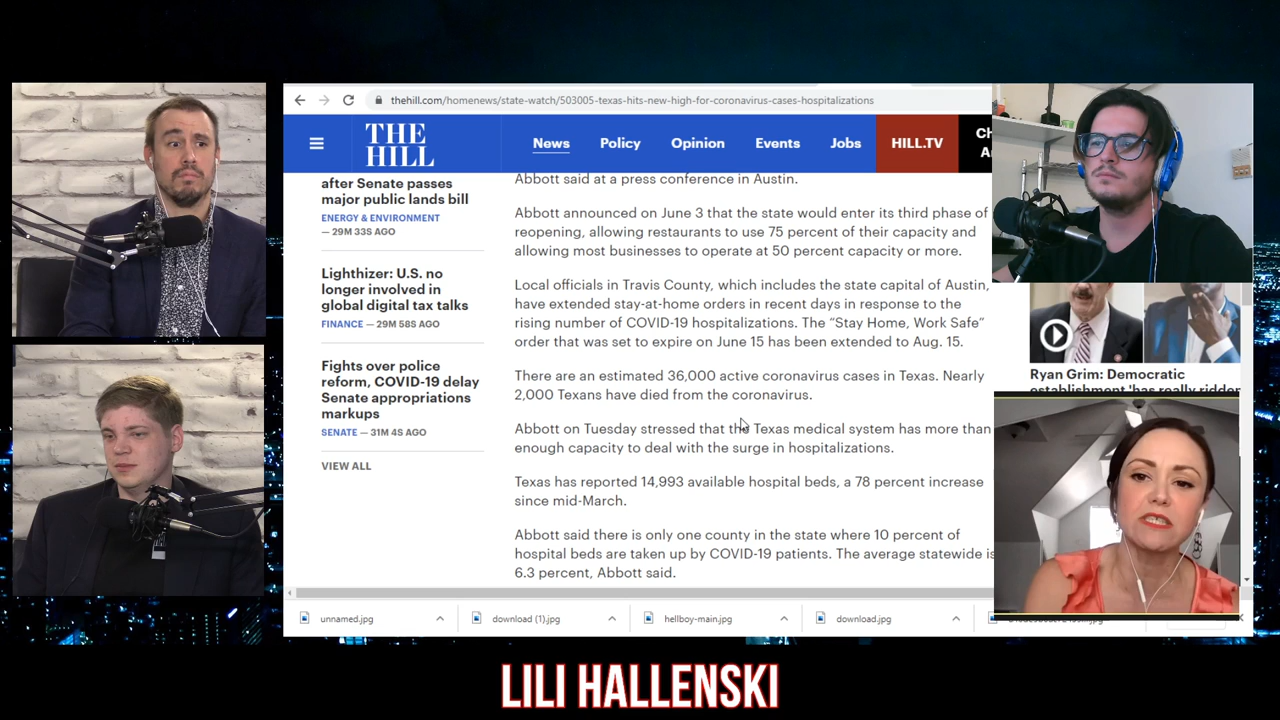 thehill.com/homenews/state-watch/503005-texas-hits-new-high-for-coronavirus-cases-hospitalizations
THE
HILL
News
Policy
Opinion
Events
Jobs
HILL.TV
after Senate passes
major public lands bill
ENERGY & ENVIRONMENT
— 29M 33S AGO
Lighthizer: U.S. no
longer involved in
global digital tax talks
FINANCE — 29M 58S AGO
Fights over police
reform, COVID-19 delay
Senate appropriations
markups
SENATE — 31M 4S AGO
VIEW ALL
Abbott said at a press conference in Austin.
Abbott announced on June 3 that the state would enter its third phase of
reopening, allowing restaurants to use 75 percent of their capacity and
allowing most businesses to operate at 50 percent capacity or more.
Local officials in Travis County, which includes the state capital of Austin,
have extended stay-at-home orders in recent days in response to the
rising number of COVID-19 hospitalizations. The “Stay Home, Work Safe”
order that was set to expire on June 15 has been extended to Aug. 15.
There are an estimated 36,000 active coronavirus cases in Texas. Nearly
2,000 Texans have died from the coronavirus.
Abbott on Tuesday stressed that the Texas medical system has more than
enough capacity to deal with the surge in hospitalizations.
Texas has reported 14,993 available hospital beds, a 78 percent increase
since mid-March.
Abbott said there is only one county in the state where 10 percent of
hospital beds are taken up by COVID-19 patients. The average statewide is
6.3 percent, Abbott said.
Ryan Grim: Democratic
establishment 'has really ridden
unnamed.jpg
download (1).jpg
hellboy-main.jpg
download.jpg
LILI HALLENSKI